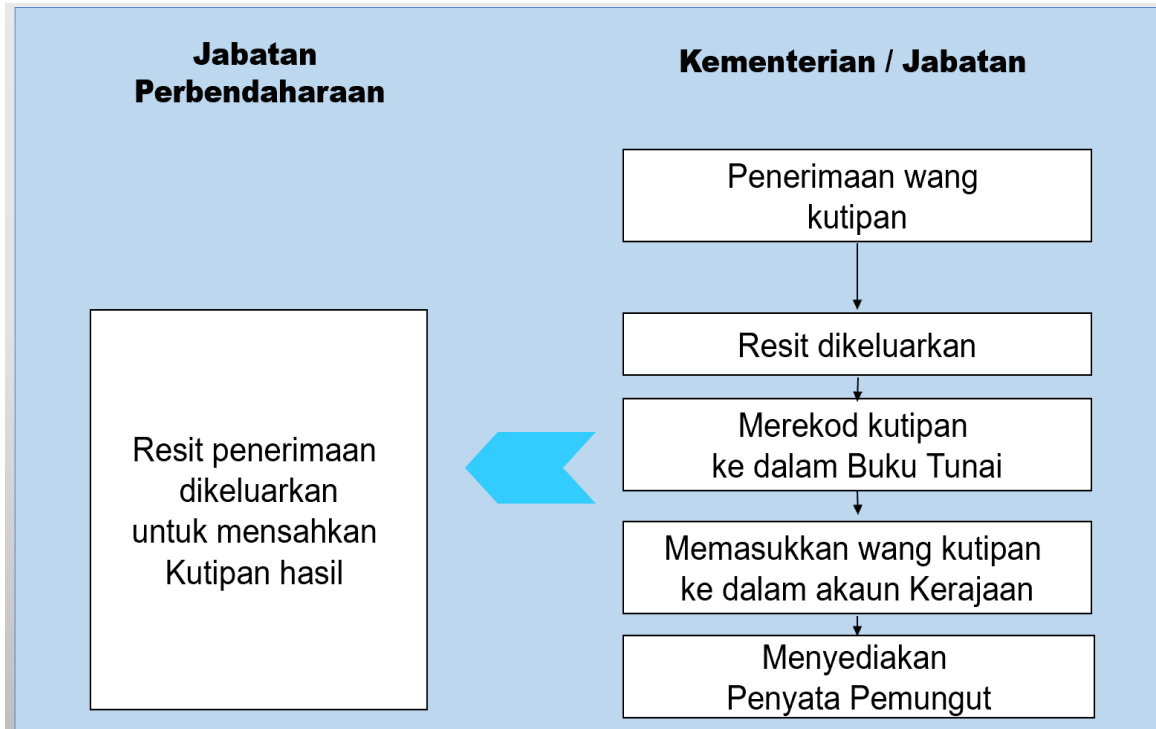 Jabatan
Perbendaharaan
Kementerian / Jabatan
Penerimaan wang
kutipan
Resit dikeluarkan
Merekod kutipan
ke dalam Buku Tunai
Memasukkan wang kutipan
ke dalam akaun Kerajaan
Menyediakan
Penyata Pemungut
Resit penerimaan
dikeluarkan
untuk mensahkan
Kutipan hasil